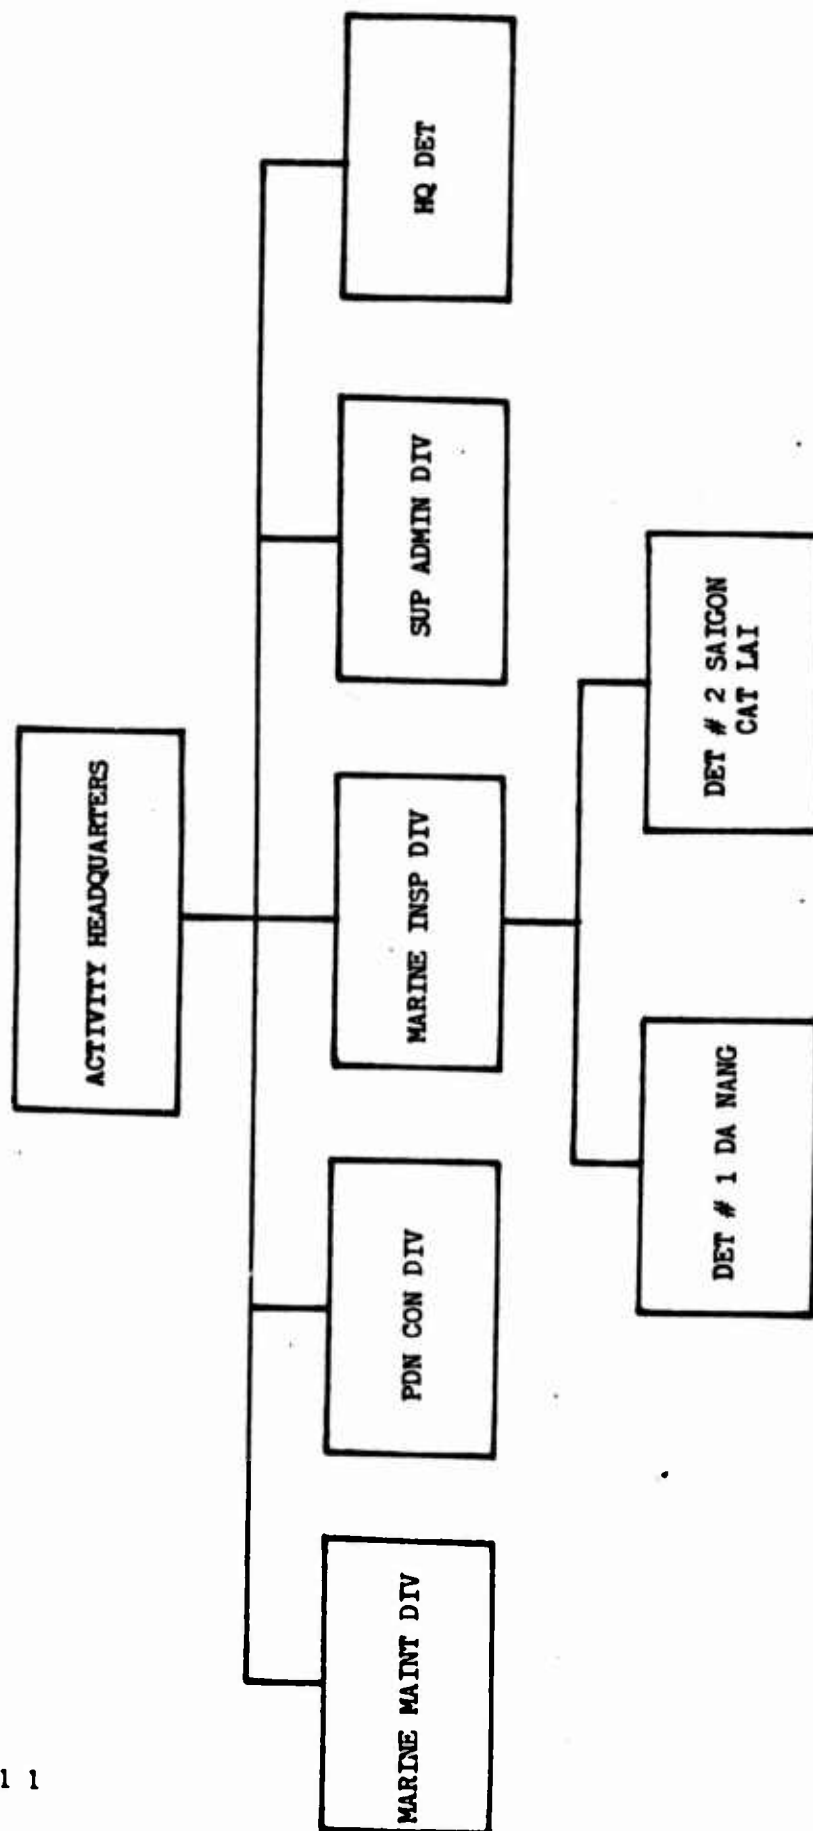 ACTIVITY HEADQUARTERS
MARINE MAINT DIV
PDN CON DIV
MARINE INSP DIV
SUP ADMIN DIV
HQ DET
DET # 1 DA NANG
DET # 2 SAIGON
CAT LAI
1 1